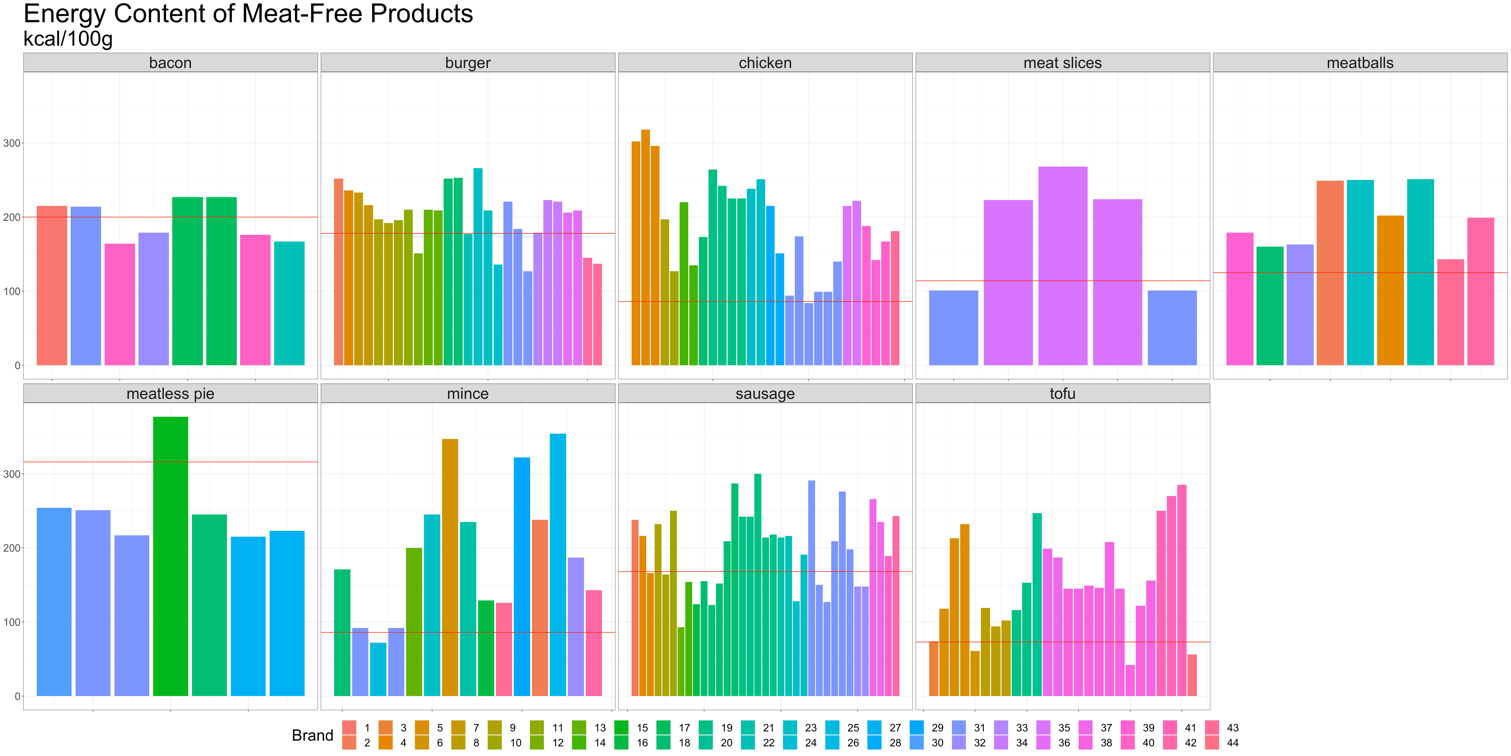 Energy Content of Meat-Free Products
kcal/100g
bacon burger chicken meat slices meatballs
300
200
100
0
meatless pie mince sausage tofu
300
200
100
0
Brand 1 3 5 7 9 11 13 15 17 19 21 23 25 27 29 31 33 35 37 39 41 43
2 4 6 8 10 12 14 16 18 20 22 24 26 28 30 32 34 36 38 40 42 44